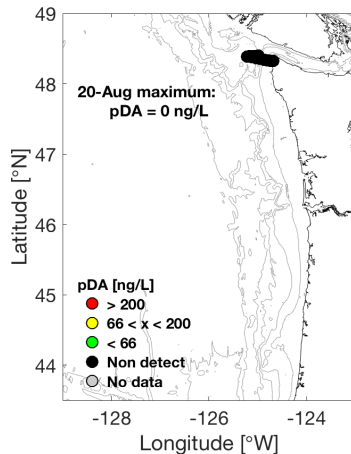 49
48
47
46
45
44
Latitude [°N]
20-Aug maximum:
pDA = 0 ng/L
pDA [ng/L]
> 200
66 < x < 200
< 66
Non detect
No data
-128 -126 -124
Longitude [°W]